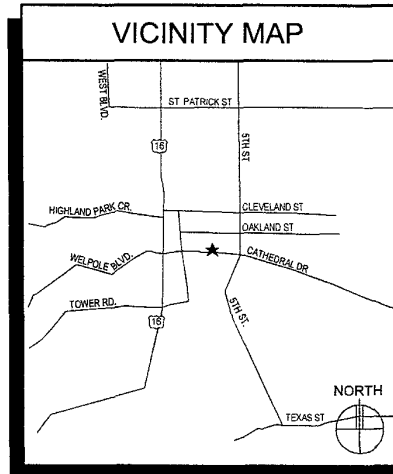 VICINITY MAP
WEST BLVD.
ST PATRICK ST
5TH ST
16
HIGHLAND PARK CR.
CLEVELAND ST
OAKLAND ST
WELPOLE BLVD.
CATHEDRAL DR
TOWER RD.
16
5TH ST.
NORTH
TEXAS ST